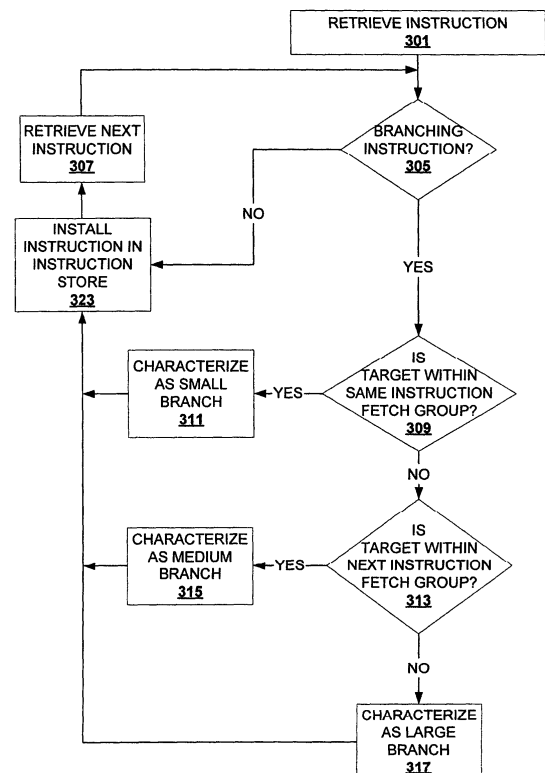 RETRIEVE INSTRUCTION
301
RETRIEVE NEXT
INSTRUCTION
307
BRANCHING
INSTRUCTION?
305
NO
INSTALL
INSTRUCTION IN
INSTRUCTION
STORE
323
YES
CHARACTERIZE
AS SMALL
BRANCH
311
YES
IS
TARGET WITHIN
SAME INSTRUCTION
FETCH GROUP?
309
NO
CHARACTERIZE
AS MEDIUM
BRANCH
315
YES
IS
TARGET WITHIN
NEXT INSTRUCTION
FETCH GROUP?
313
NO
CHARACTERIZE
AS LARGE
BRANCH
317